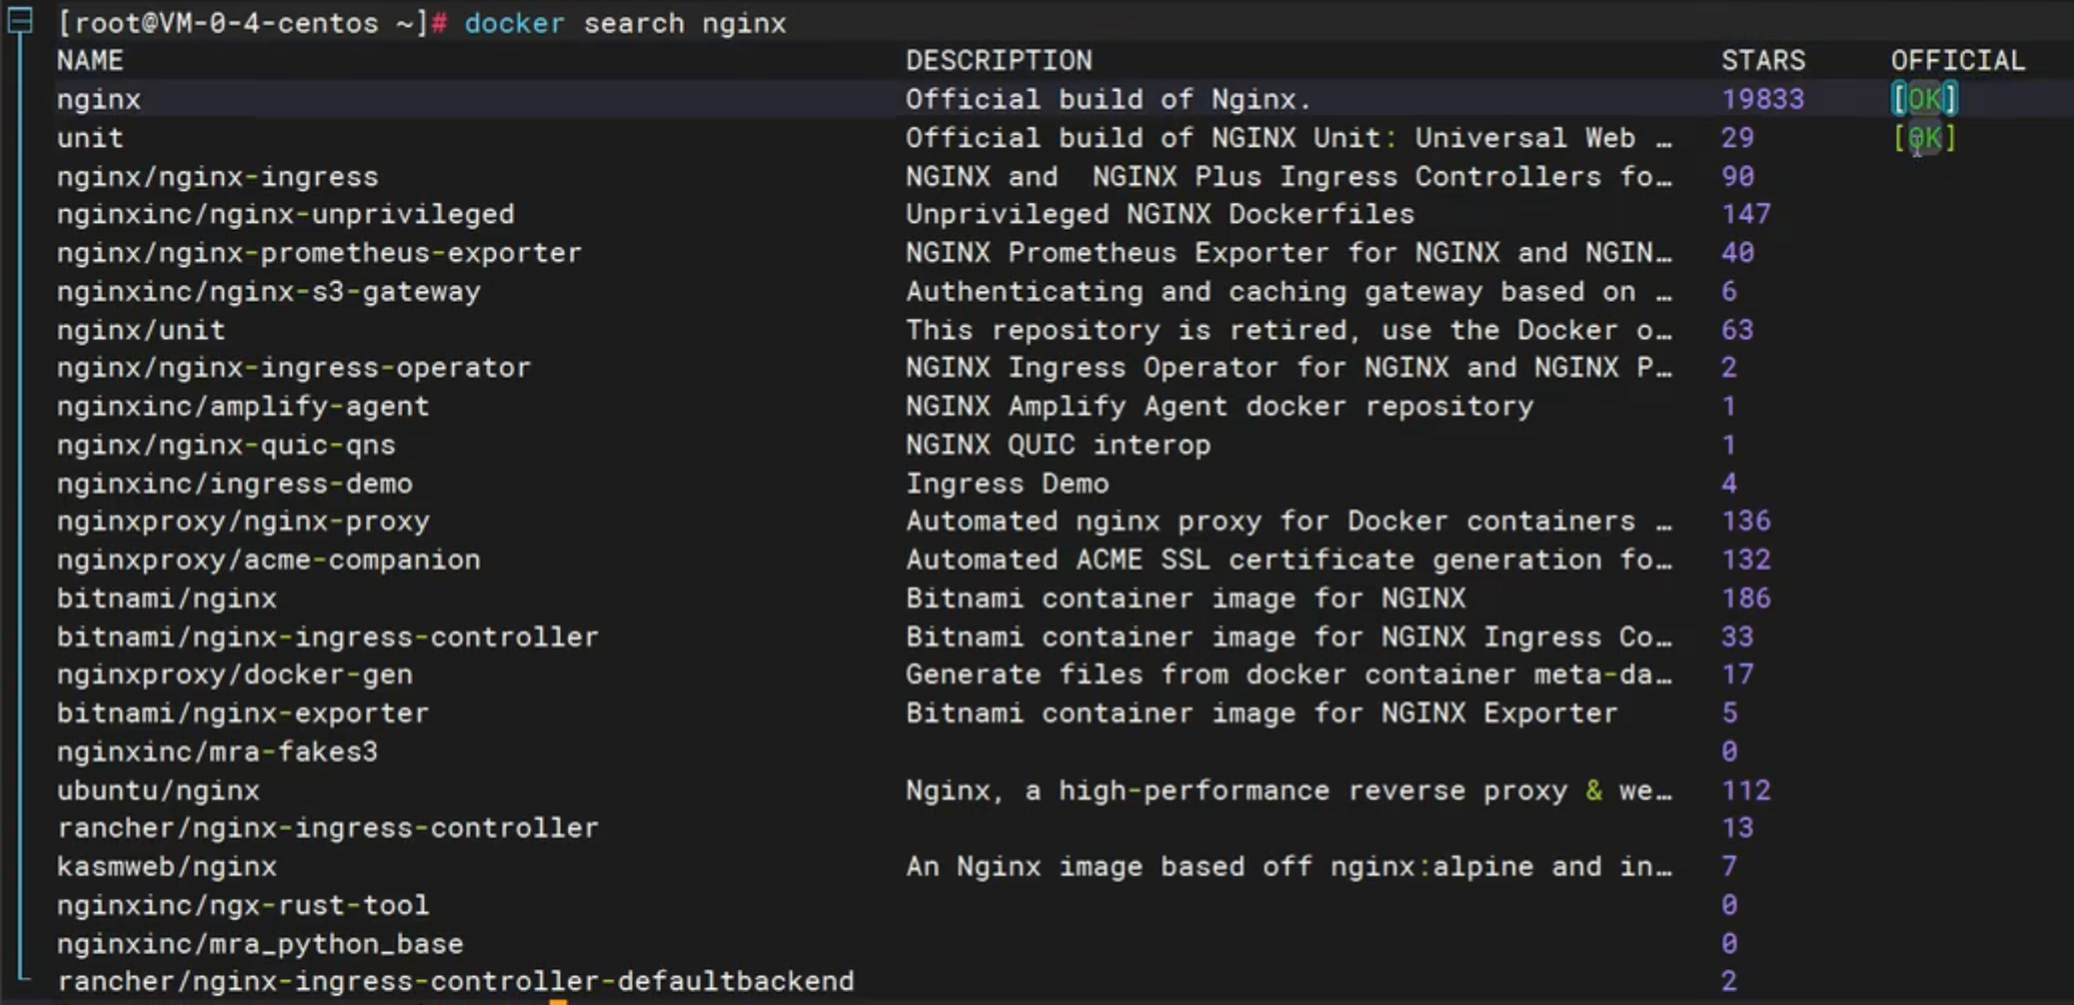 [root@VM-0-4-centos ~]# docker search nginx
NAME DESCRIPTION STARS OFFICIAL
nginx Official build of Nginx. 19833 [OK]
unit Official build of NGINX Unit: Universal Web … 29 [OK]
nginx/nginx-ingress NGINX and  NGINX Plus Ingress Controllers fo… 90
nginxinc/nginx-unprivileged Unprivileged NGINX Dockerfiles 147
nginx/nginx-prometheus-exporter NGINX Prometheus Exporter for NGINX and NGIN… 40
nginxinc/nginx-s3-gateway Authenticating and caching gateway based on … 6
nginx/unit This repository is retired, use the Docker o… 63
nginx/nginx-ingress-operator NGINX Ingress Operator for NGINX and NGINX P… 2
nginxinc/amplify-agent NGINX Amplify Agent docker repository 1
nginx/nginx-quic-qns NGINX QUIC interop 1
nginxinc/ingress-demo Ingress Demo 4
nginxproxy/nginx-proxy Automated nginx proxy for Docker containers … 136
nginxproxy/acme-companion Automated ACME SSL certificate generation fo… 132
bitnami/nginx Bitnami container image for NGINX 186
bitnami/nginx-ingress-controller Bitnami container image for NGINX Ingress Co… 33
nginxproxy/docker-gen Generate files from docker container meta-da… 17
bitnami/nginx-exporter Bitnami container image for NGINX Exporter 5
nginxinc/mra-fakes3 0
ubuntu/nginx Nginx, a high-performance reverse proxy & we… 112
rancher/nginx-ingress-controller 13
kasmweb/nginx An Nginx image based off nginx:alpine and in… 7
nginxinc/ngx-rust-tool 0
nginxinc/mra_python_base 0
rancher/nginx-ingress-controller-defaultbackend 2